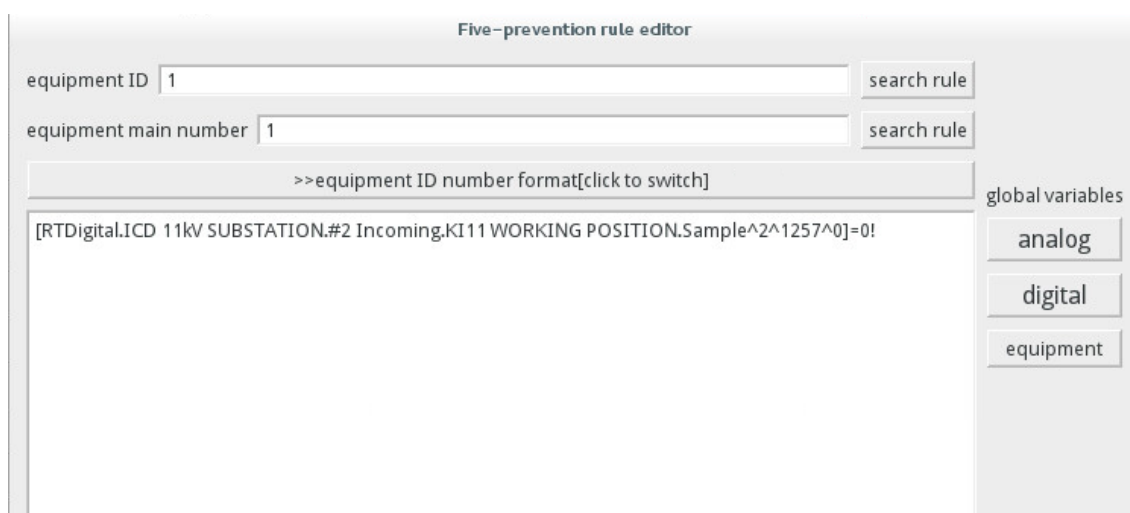 Five-prevention rule editor
equipment ID 1 search rule
equipment main number 1 search rule
>>equipment ID number format[click to switch]
global variables
[RTDigital.ICD 11kV SUBSTATION.#2 Incoming.KI11 WORKING POSITION.Sample^2^1257^0]=0!
analog
digital
equipment